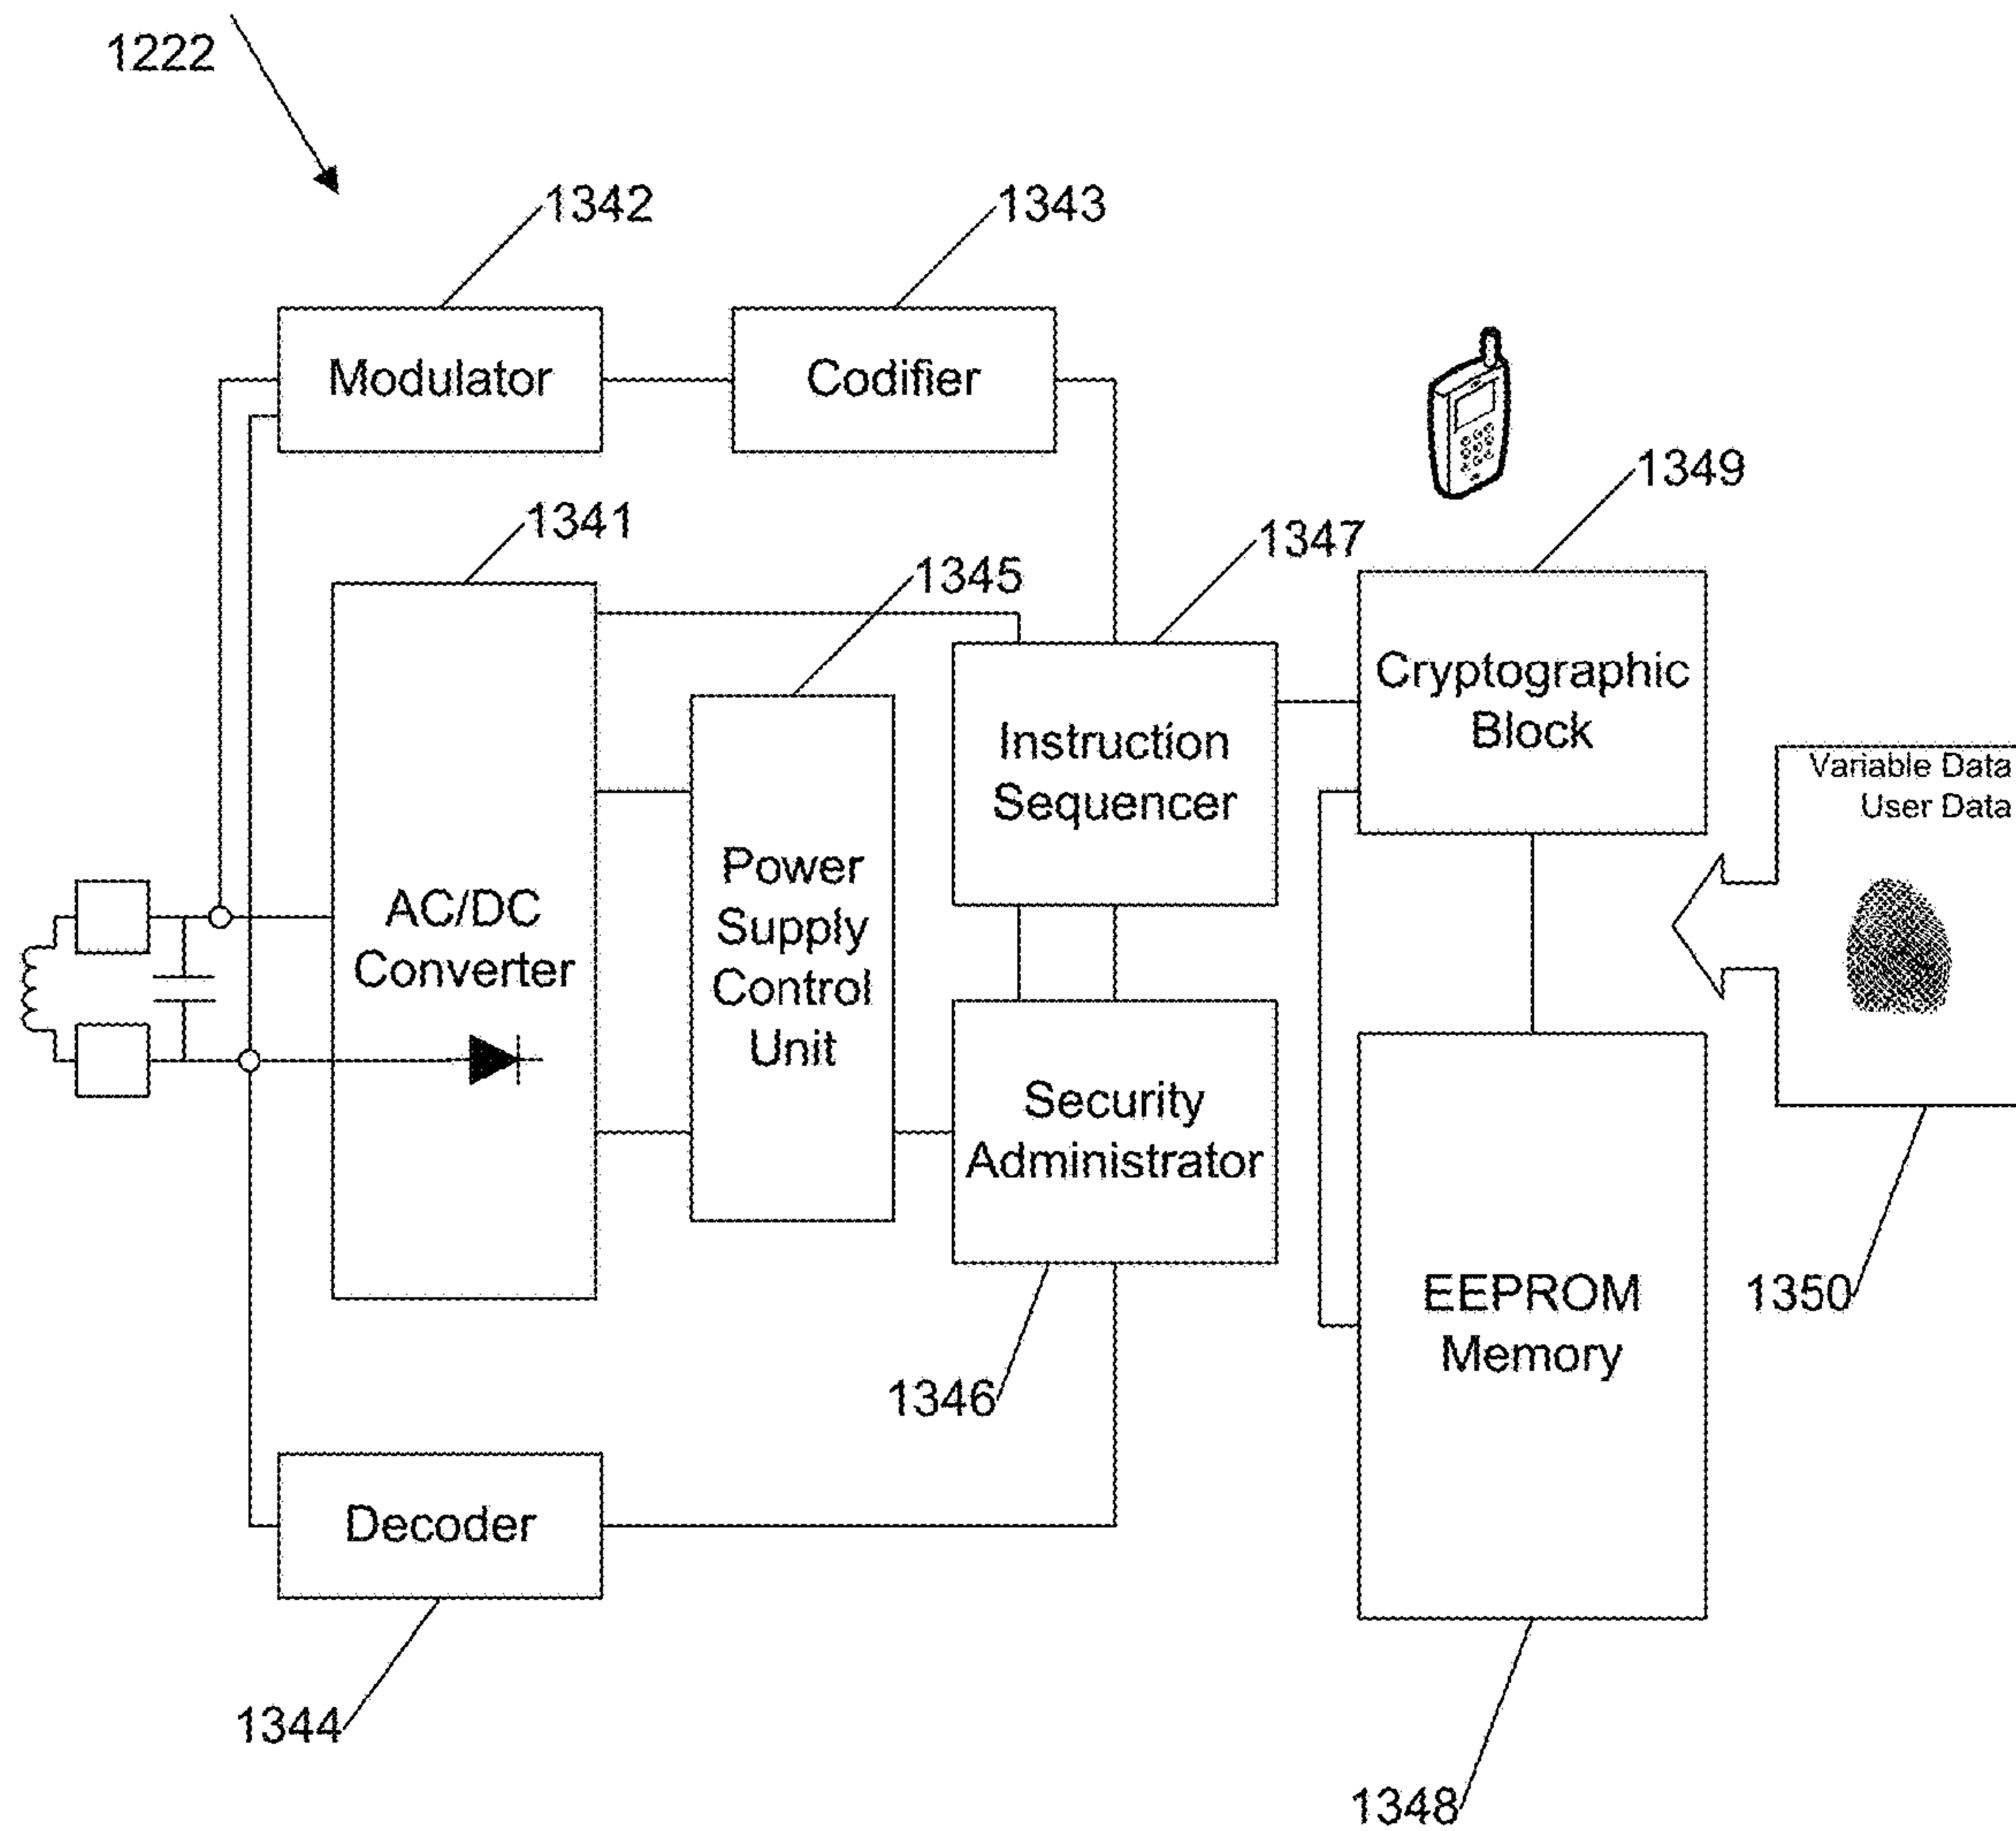 1222
1342
1343
Modulator
Codifier
1349
1341
1347
1345
Cryptographic
Block
Instruction
Sequencer
Variable Data
User Data
Power
Supply
Control
Unit
AC/DC
Converter
Security
Administrator
EEPROM
Memory
1350
1346
Decoder
1344
1348